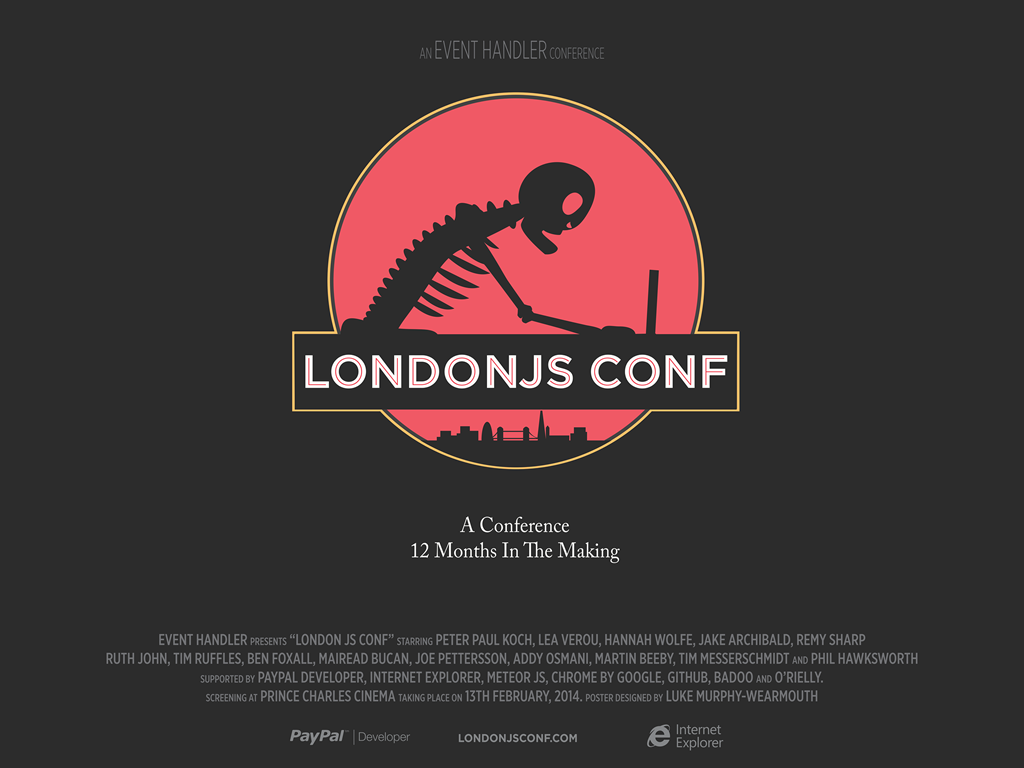 AN EVENT HANDLER CONFERENCE
LONDONJS CONF
A Conference
12 Months In The Making
EVENT HANDLER PRESENTS “LONDON JS CONF” STARRING PETER PAUL KOCH, LEA VEROU, HANNAH WOLFE, JAKE ARCHIBALD, REMY SHARP
RUTH JOHN, TIM RUFFLES, BEN FOXALL, MAIREAD BUCAN, JOE PETTERSSON, ADDY OSMANI, MARTIN BEEBY, TIM MESSERSCHMIDT AND PHIL HAWKSWORTH
SUPPORTED BY PAYPAL DEVELOPER, INTERNET EXPLORER, METEOR JS, CHROME BY GOOGLE, GITHUB, BADOO AND O’RIELLY.
SCREENING AT PRINCE CHARLES CINEMA TAKING PLACE ON 13TH FEBRUARY, 2014. POSTER DESIGNED BY LUKE MURPHY-WEARMOUTH
PayPal™ | Developer
LONDONJSCONF.COM
Internet
Explorer